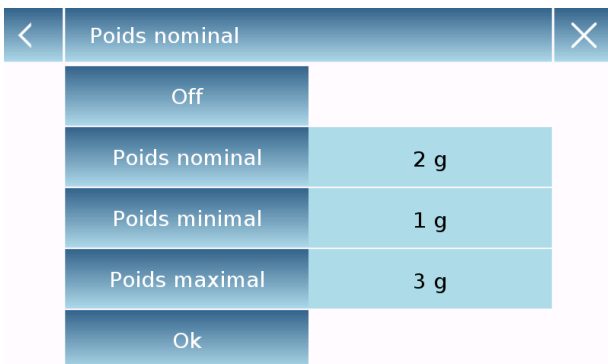 Poids nominal
Off
Poids nominal 2 g
Poids minimal 1 g
Poids maximal 3 g
Ok